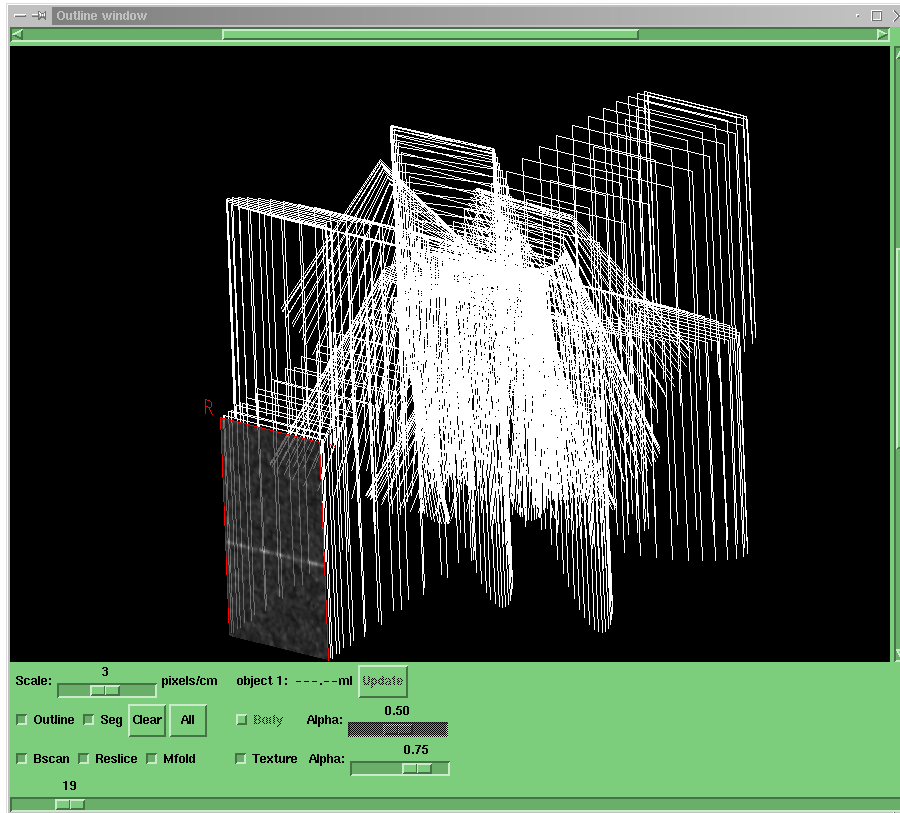 Outline window
R
3
Scale: pixels/cm object 1: ---.--ml Update
0.50
Outline Seg Clear All Body Alpha:
0.75
Bscan Reslice Mfold Texture Alpha:
19